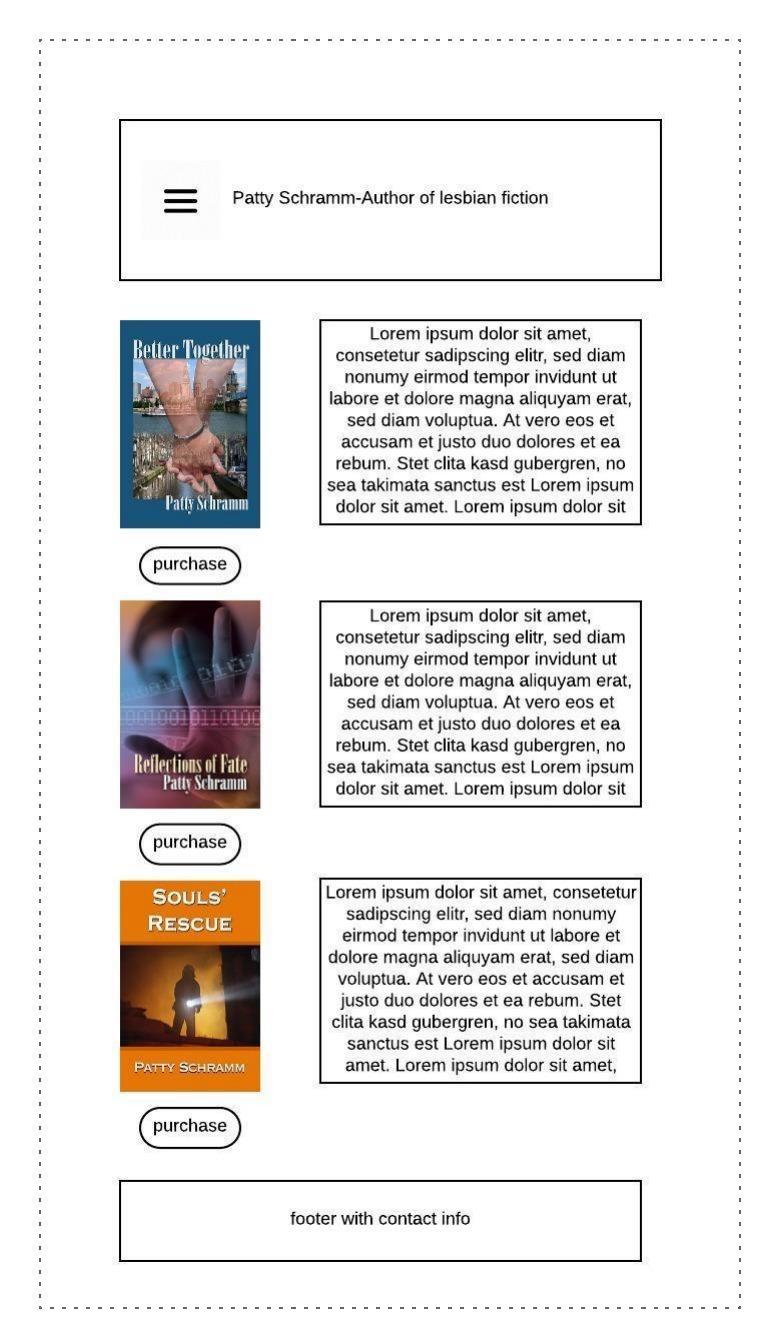 Patty Schramm-Author of lesbian fiction
Better Together
Patty Schramm
Lorem ipsum dolor sit amet,
consetetur sadipscing elitr, sed diam
nonumy eirmod tempor invidunt ut
labore et dolore magna aliquyam erat,
sed diam voluptua. At vero eos et
accusam et justo duo dolores et ea
rebum. Stet clita kasd gubergren, no
sea takimata sanctus est Lorem ipsum
dolor sit amet. Lorem ipsum dolor sit
purchase
0010010110100
Reflections of Fate
Patty Schramm
Lorem ipsum dolor sit amet,
consetetur sadipscing elitr, sed diam
nonumy eirmod tempor invidunt ut
labore et dolore magna aliquyam erat,
sed diam voluptua. At vero eos et
accusam et justo duo dolores et ea
rebum. Stet clita kasd gubergren, no
sea takimata sanctus est Lorem ipsum
dolor sit amet. Lorem ipsum dolor sit
purchase
SOULS'
RESCUE
PATTY SCHRAMM
Lorem ipsum dolor sit amet, consetetur
sadipscing elitr, sed diam nonumy
eirmod tempor invidunt ut labore et
dolore magna aliquyam erat, sed diam
voluptua. At vero eos et accusam et
justo duo dolores et ea rebum. Stet
clita kasd gubergren, no sea takimata
sanctus est Lorem ipsum dolor sit
amet. Lorem ipsum dolor sit amet,
purchase
footer with contact info